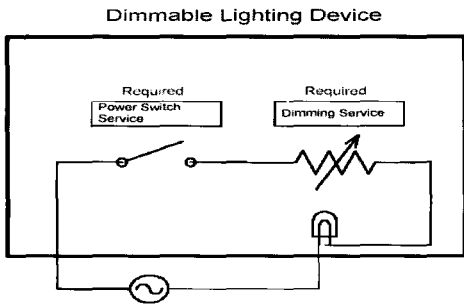 Dimmable Lighting Device
Required
Power Switch
Service
Required
Dimming Service